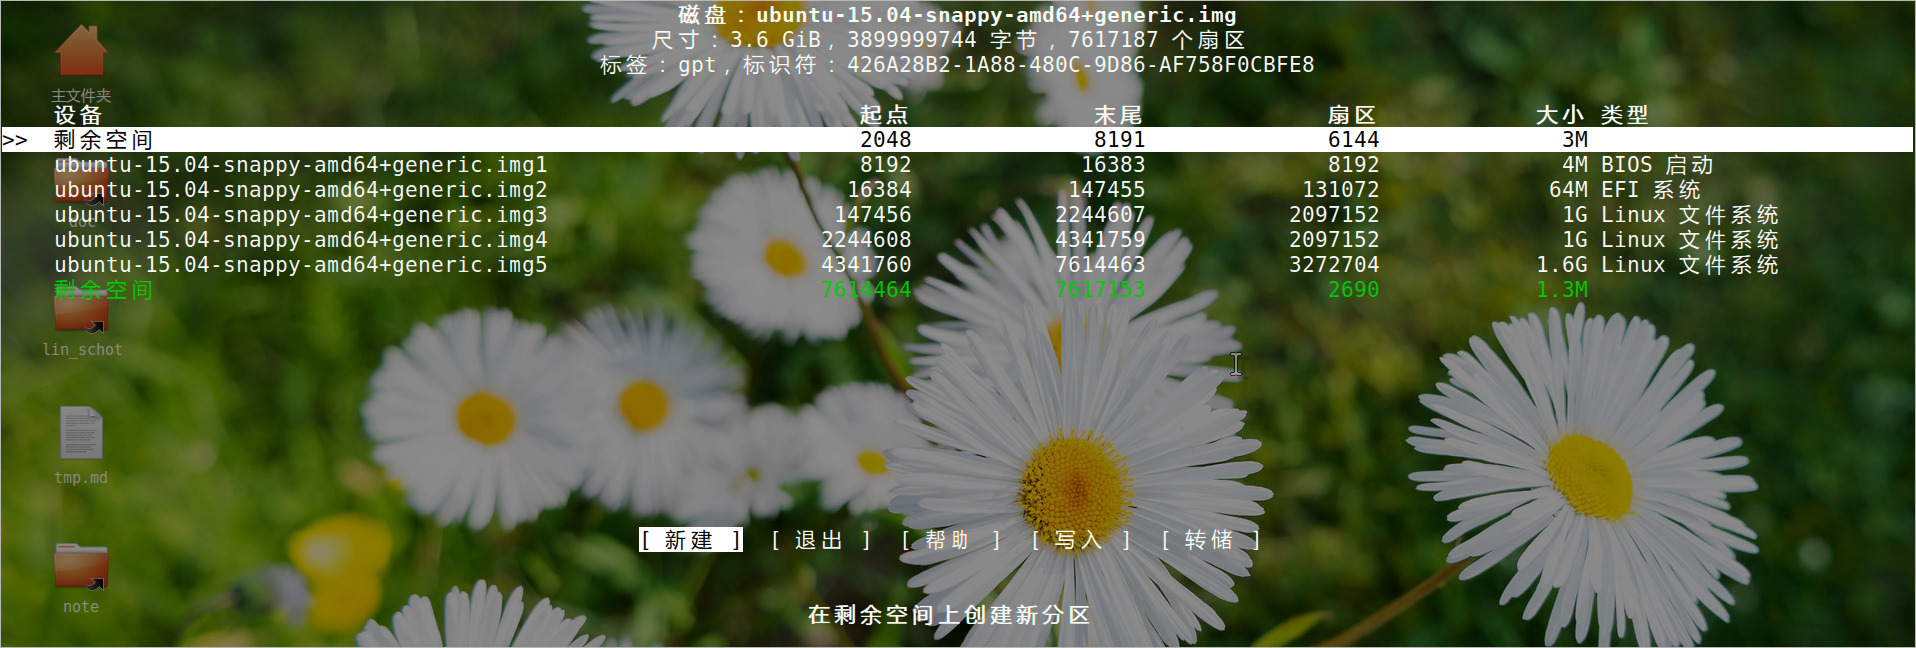 磁盘：ubuntu-15.04-snappy-amd64+generic.img
尺寸：3.6 GiB，3899999744 字节，7617187 个扇区
标签：gpt，标识符：426A28B2-1A88-480C-9D86-AF758F0CBFE8
主文件夹
设备 起点 末尾 扇区 大小 类型
>> 剩余空间 2048 8191 6144 3M
ubuntu-15.04-snappy-amd64+generic.img1 8192 16383 8192 4M BIOS 启动
ubuntu-15.04-snappy-amd64+generic.img2 16384 147455 131072 64M EFI 系统
ubuntu-15.04-snappy-amd64+generic.img3 147456 2244607 2097152 1G Linux 文件系统
doc
ubuntu-15.04-snappy-amd64+generic.img4 2244608 4341759 2097152 1G Linux 文件系统
ubuntu-15.04-snappy-amd64+generic.img5 4341760 7614463 3272704 1.6G Linux 文件系统
剩余空间 7614464 7617153 2690 1.3M
lin_schot
tmp.md
[ 新建 ] [ 退出 ] [ 帮助 ] [ 写入 ] [ 转储 ]
note
在剩余空间上创建新分区